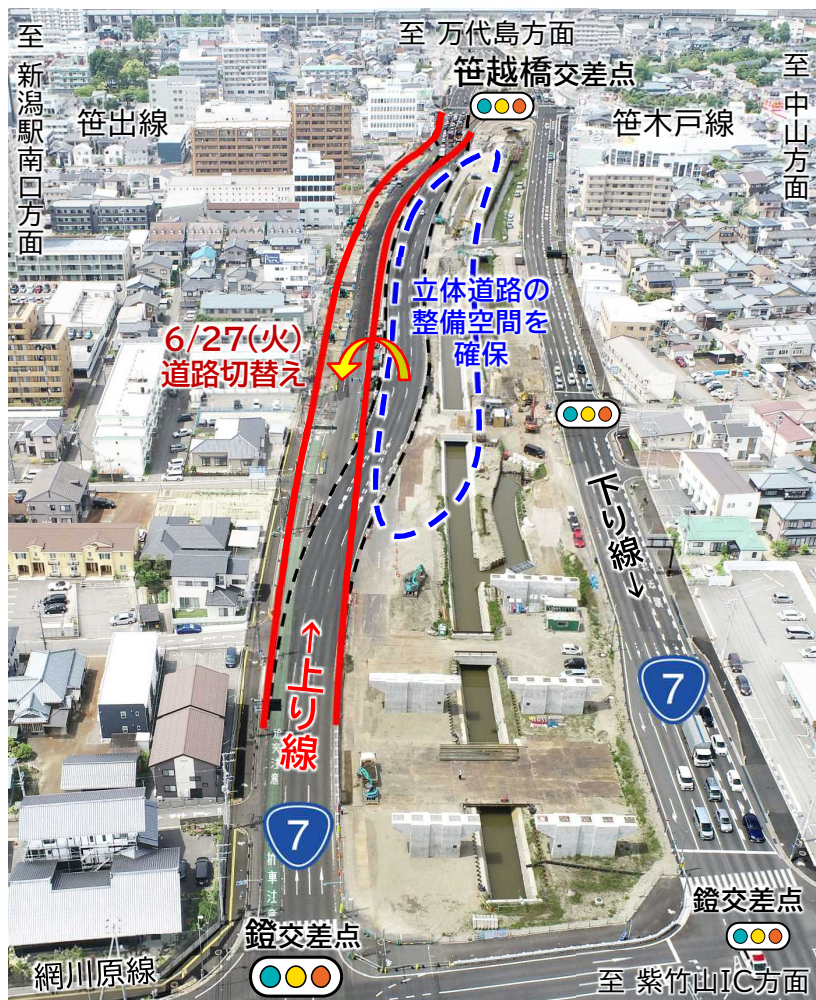 至 万代島方面
笹越橋交差点
至 新潟駅南口方面
至 中山方面
笹出線
笹木戸線
立体道路の
整備空間を
確保
6/27(火)
道路切替え
下り線↓
↑上り線
7
7
追突注意
鐙交差点
鐙交差点
網川原線
至 紫竹山IC方面